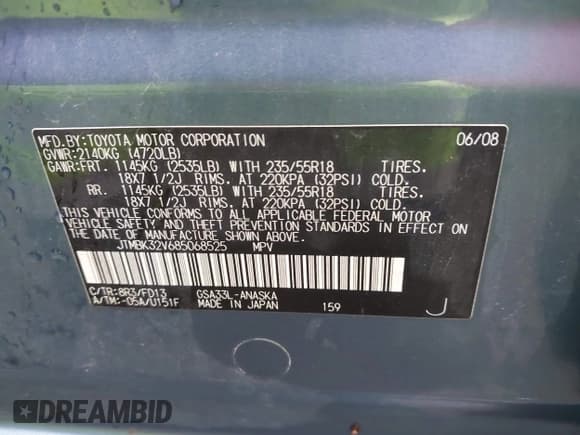 MFD.BY:TOYOTA MOTOR CORPORATION 06/08
GVWR:2140KG (4720LB)
GAWR:FRT. 1145KG (2535LB) WITH 235/55R18 TIRES.
18X7 1/2J RIMS. AT 220KPA (32PSI) COLD.
RR. 1145KG (2535LB) WITH 235/55R18 TIRES.
18X7 1/2J RIMS. AT 220KPA (32PSI) COLD.
THIS VEHICLE CONFORMS TO ALL APPLICABLE FEDERAL MOTOR
VEHICLE SAFETY AND THEFT PREVENTION STANDARDS IN EFFECT ON
THE DATE OF MANUFACTURE SHOWN ABOVE.
JTMBK32V685068525 MPV
C/TR:8R3/FD13 GSA33L-ANASKA
A/TM:-05A/U151F MADE IN JAPAN 159 J
DREAMBID